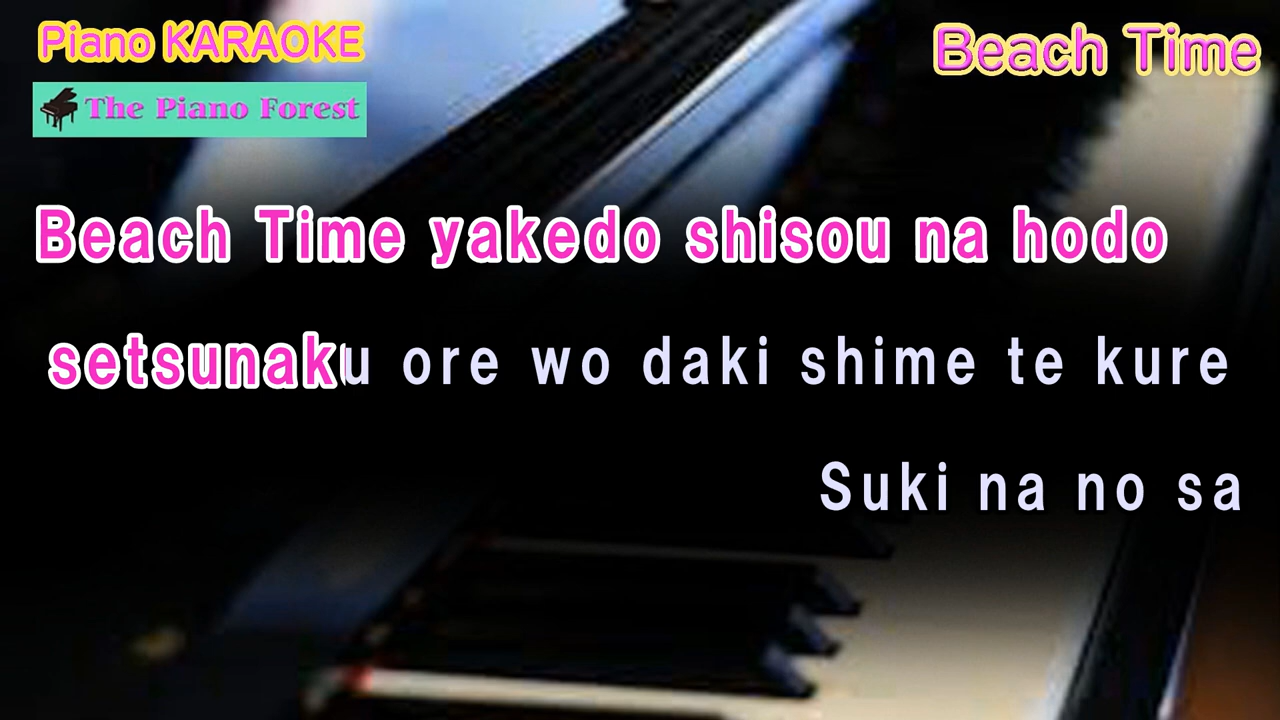 Piano KARAOKE
Beach Time
The Piano Forest
Beach Time yakedo shisou na hodo
setsunaku ore wo daki shime te kure
Suki na no sa